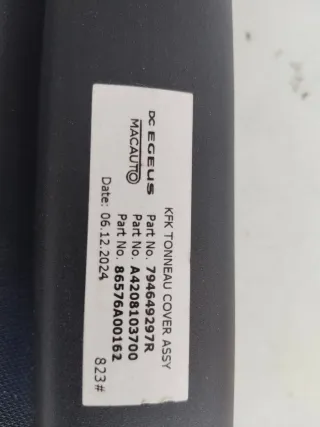 KFK TONNEAU COVER ASSY
DC EGEUS
MACAUTO
Part No. 794649297R
Part No. A4208103700
Part No. 86576A00162
Date: 06.12.2024
823#